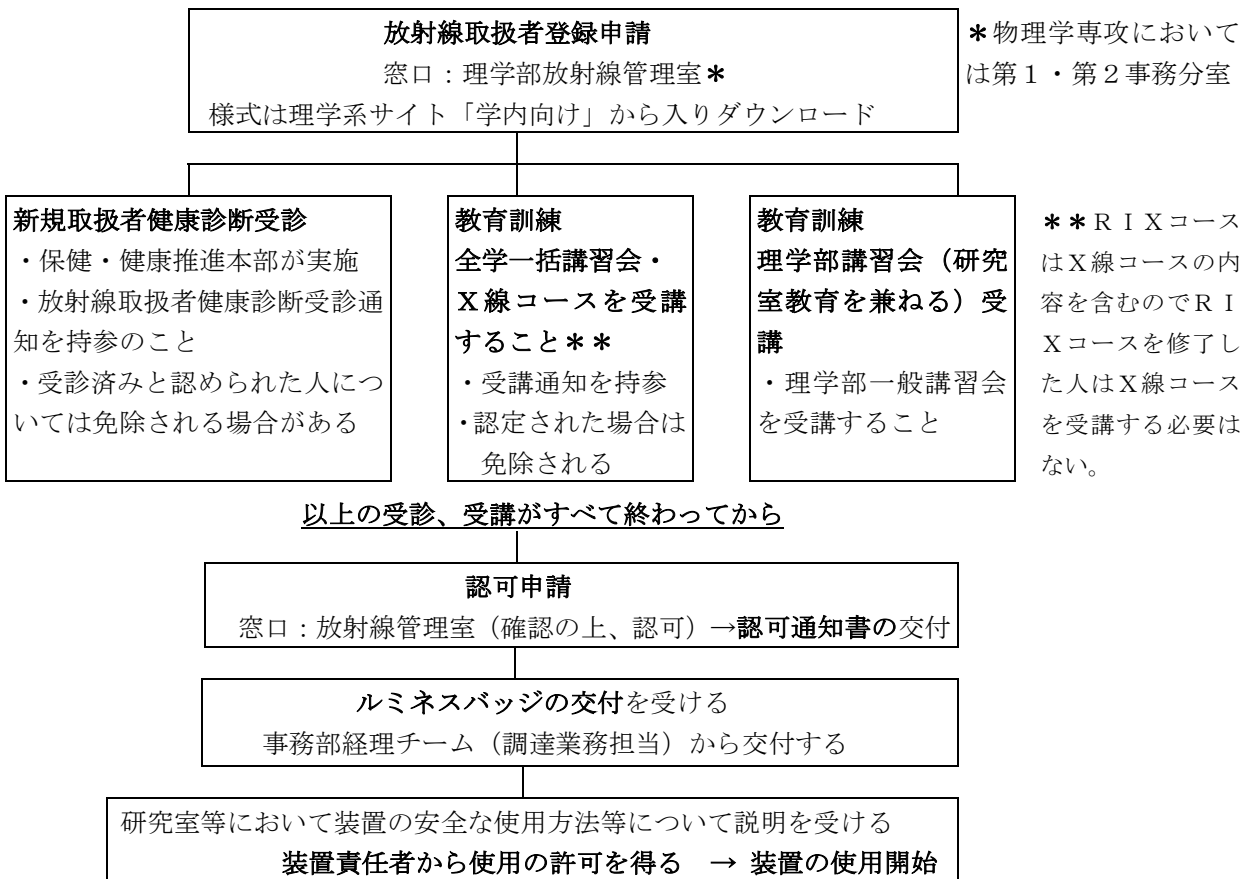 放射線取扱者登録申請
窓口：理学部放射線管理室＊
様式は理学系サイト「学内向け」から入りダウンロード
＊物理学専攻において
は第１・第２事務分室
新規取扱者健康診断受診
・保健・健康推進本部が実施
・放射線取扱者健康診断受診通
知を持参のこと
・受診済みと認められた人につ
いては免除される場合がある
教育訓練
全学一括講習会・
Ｘ線コースを受講
すること＊＊
・受講通知を持参
・認定された場合は
免除される
教育訓練
理学部講習会（研究
室教育を兼ねる）受
講
・理学部一般講習会
を受講すること
＊＊ＲＩＸコース
はＸ線コースの内
容を含むのでＲＩ
Ｘコースを修了し
た人はＸ線コース
を受講する必要は
ない。
以上の受診、受講がすべて終わってから
認可申請
窓口：放射線管理室（確認の上、認可）→認可通知書の交付
ルミネスバッジの交付を受ける
事務部経理チーム（調達業務担当）から交付する
研究室等において装置の安全な使用方法等について説明を受ける
装置責任者から使用の許可を得る　→ 装置の使用開始